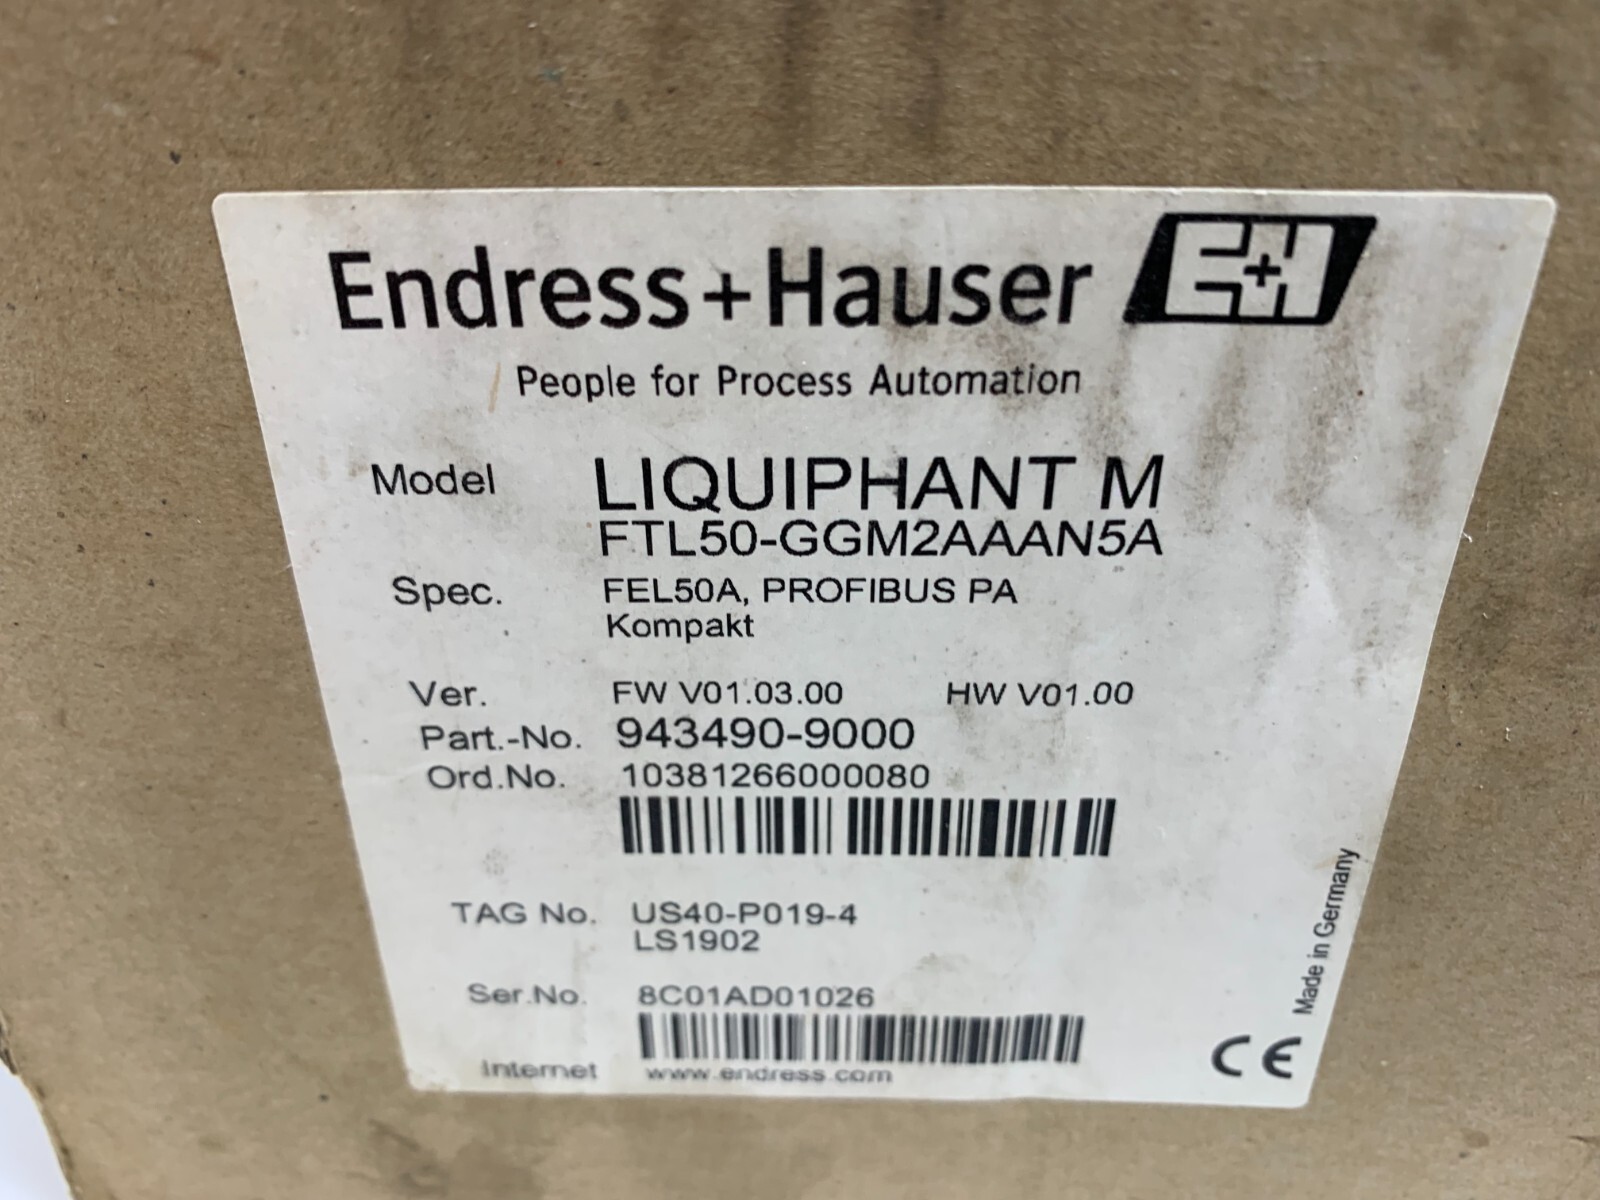 Endress+Hauser E+H
People for Process Automation
Model LIQUIPHANT M
FTL50-GGM2AAAN5A
Spec. FEL50A, PROFIBUS PA
Kompakt
Ver. FW V01.03.00 HW V01.00
Part.-No. 943490-9000
Ord.No. 10381266000080
TAG No. US40-P019-4
LS1902
Ser.No. 8C01AD01026
Internet www.endress.com
Made in Germany
CE